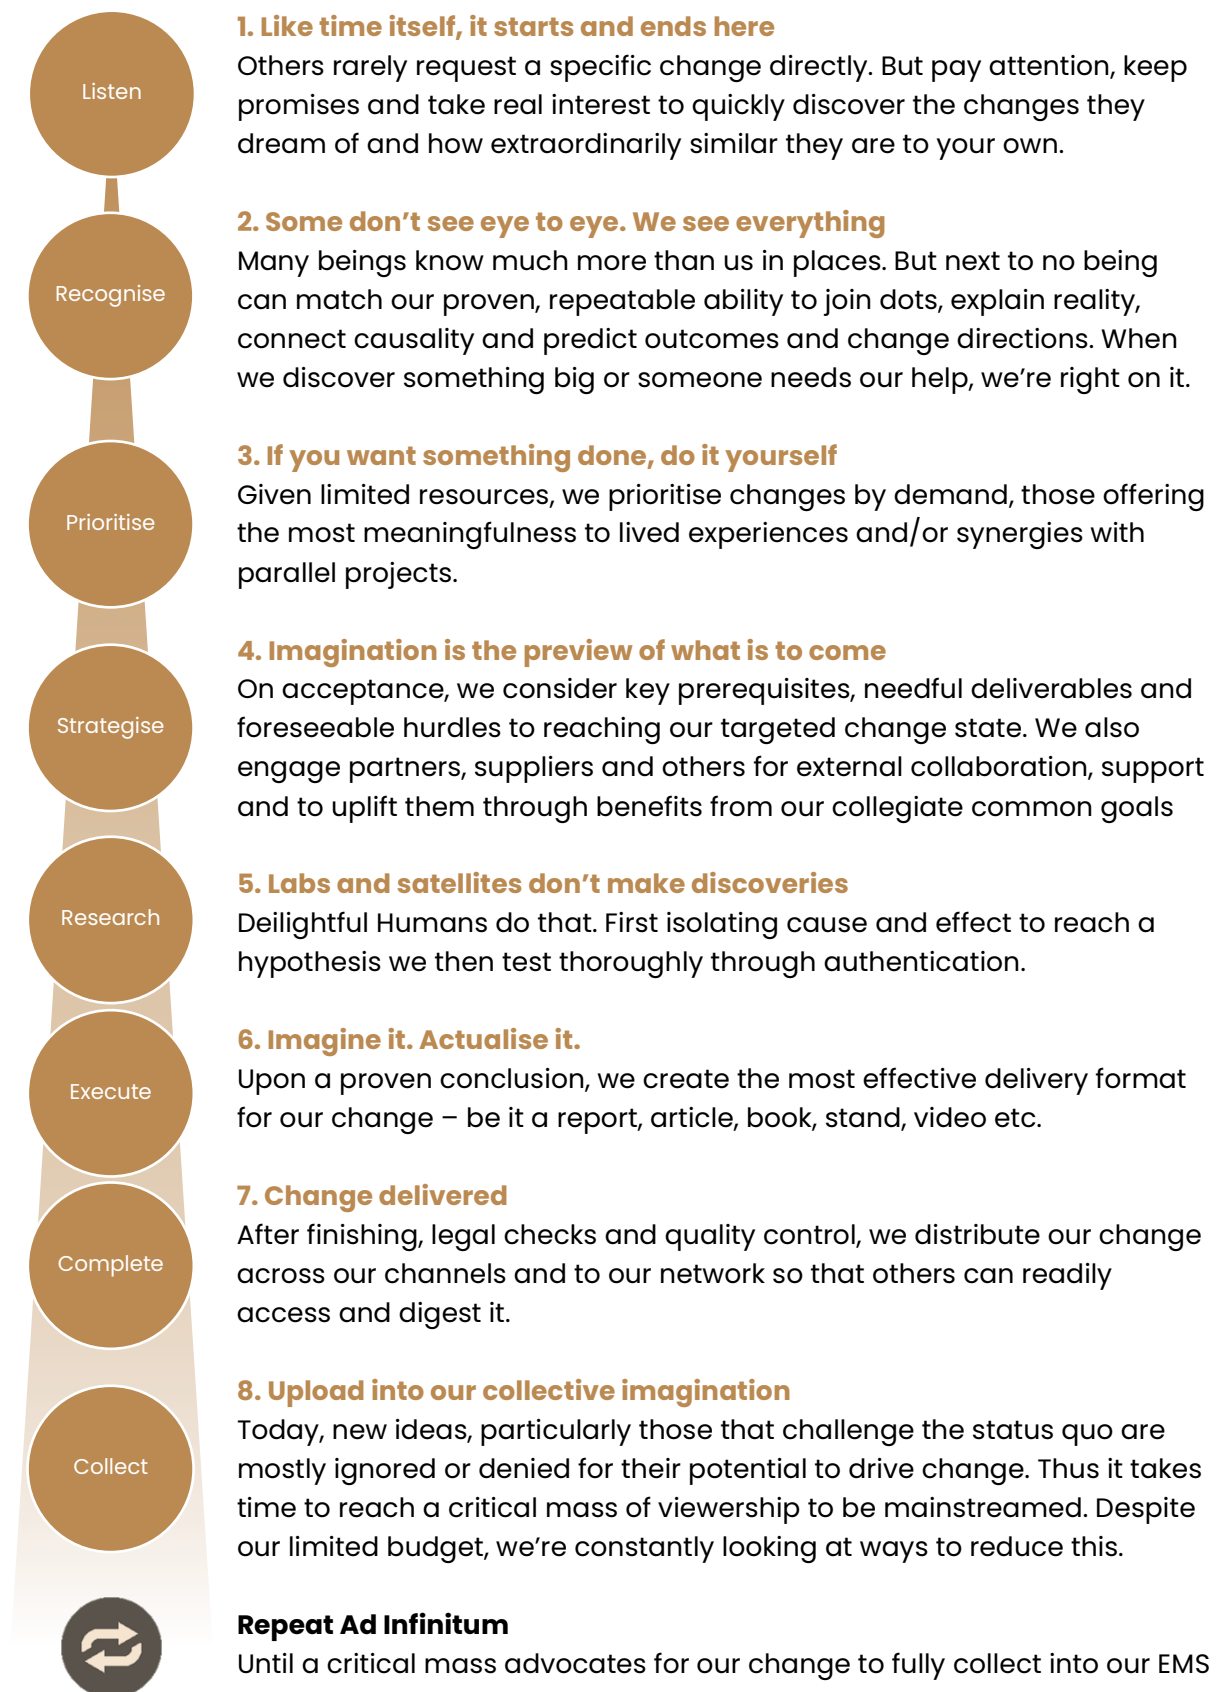 Listen
1. Like time itself, it starts and ends here
Others rarely request a specific change directly. But pay attention, keep
promises and take real interest to quickly discover the changes they
dream of and how extraordinarily similar they are to your own.
Recognise
2. Some don’t see eye to eye. We see everything
Many beings know much more than us in places. But next to no being
can match our proven, repeatable ability to join dots, explain reality,
connect causality and predict outcomes and change directions. When
we discover something big or someone needs our help, we’re right on it.
Prioritise
3. If you want something done, do it yourself
Given limited resources, we prioritise changes by demand, those offering
the most meaningfulness to lived experiences and/or synergies with
parallel projects.
Strategise
4. Imagination is the preview of what is to come
On acceptance, we consider key prerequisites, needful deliverables and
foreseeable hurdles to reaching our targeted change state. We also
engage partners, suppliers and others for external collaboration, support
and to uplift them through benefits from our collegiate common goals
Research
5. Labs and satellites don’t make discoveries
Deilightful Humans do that. First isolating cause and effect to reach a
hypothesis we then test thoroughly through authentication.
Execute
6. Imagine it. Actualise it.
Upon a proven conclusion, we create the most effective delivery format
for our change – be it a report, article, book, stand, video etc.
Complete
7. Change delivered
After finishing, legal checks and quality control, we distribute our change
across our channels and to our network so that others can readily
access and digest it.
Collect
8. Upload into our collective imagination
Today, new ideas, particularly those that challenge the status quo are
mostly ignored or denied for their potential to drive change. Thus it takes
time to reach a critical mass of viewership to be mainstreamed. Despite
our limited budget, we’re constantly looking at ways to reduce this.
Repeat Ad Infinitum
Until a critical mass advocates for our change to fully collect into our EMS